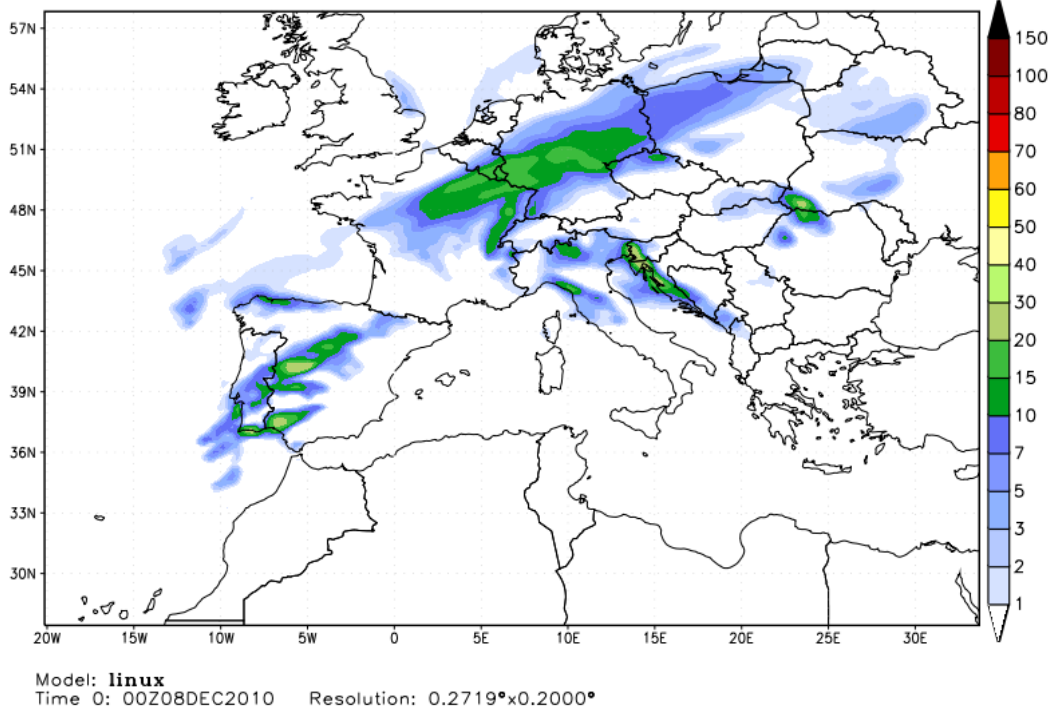 57N
54N
51N
48N
45N
42N
39N
36N
33N
30N
20W 15W 10W 5W 0 5E 10E 15E 20E 25E 30E
150
100
80
70
60
50
40
30
20
15
10
7
5
3
2
1
Model: linux
Time 0: 00Z08DEC2010 Resolution: 0.2719°x0.2000°